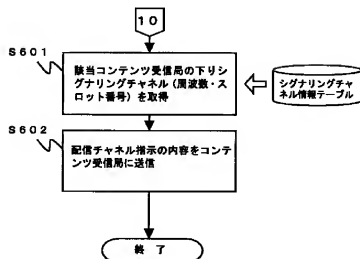 10
S601
該当コンテンツ受信局の下りシ
グナリングチャネル(周波数・ス
ロット番号)を取得
シグナリングチャ
ネル情報テーブル
S602
配信チャネル指示の内容をコンテ
ンツ受信局に送信
終了